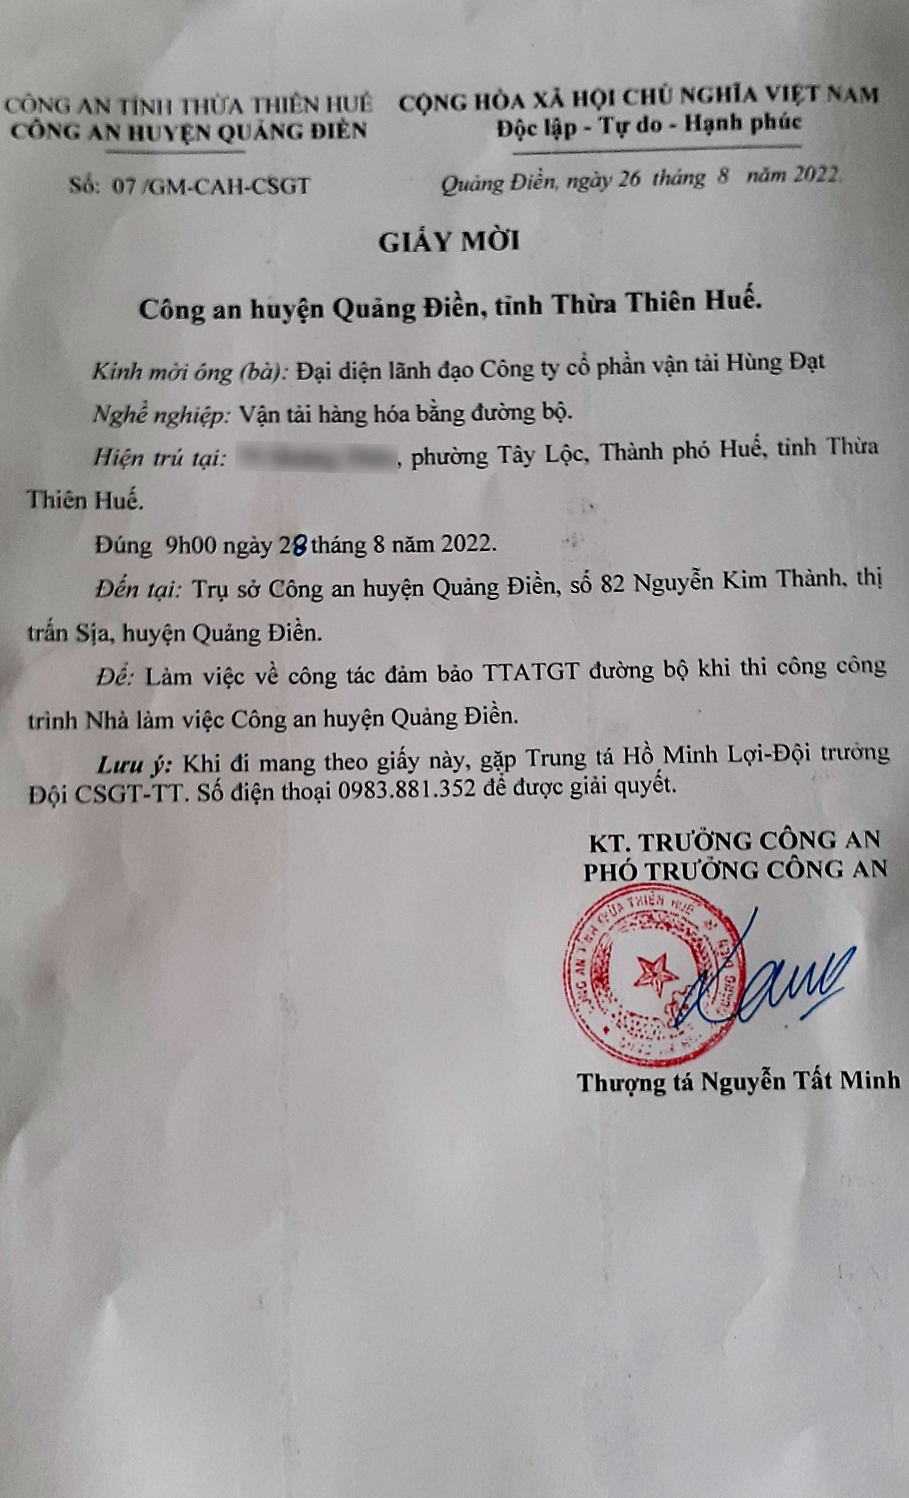 CÔNG AN TỈNH THỪA THIÊN HUẾ
CÔNG AN HUYỆN QUẢNG ĐIỀN
CỘNG HÒA XÃ HỘI CHỦ NGHĨA VIỆT NAM
Độc lập - Tự do - Hạnh phúc
Số: 07 /GM-CAH-CSGT
Quảng Điền, ngày 26 tháng 8 năm 2022.
GIẤY MỜI
Công an huyện Quảng Điền, tỉnh Thừa Thiên Huế.
Kính mời ông (bà): Đại diện lãnh đạo Công ty cổ phần vận tải Hùng Đạt
Nghề nghiệp: Vận tải hàng hóa bằng đường bộ.
Hiện trú tại: , phường Tây Lộc, Thành phố Huế, tỉnh Thừa
Thiên Huế.
Đúng 9h00 ngày 28 tháng 8 năm 2022.
Đến tại: Trụ sở Công an huyện Quảng Điền, số 82 Nguyễn Kim Thành, thị
trấn Sịa, huyện Quảng Điền.
Để: Làm việc về công tác đảm bảo TTATGT đường bộ khi thi công công
trình Nhà làm việc Công an huyện Quảng Điền.
Lưu ý: Khi đi mang theo giấy này, gặp Trung tá Hồ Minh Lợi-Đội trưởng
Đội CSGT-TT. Số điện thoại 0983.881.352 để được giải quyết.
KT. TRƯỞNG CÔNG AN
PHÓ TRƯỞNG CÔNG AN
Thượng tá Nguyễn Tất Minh